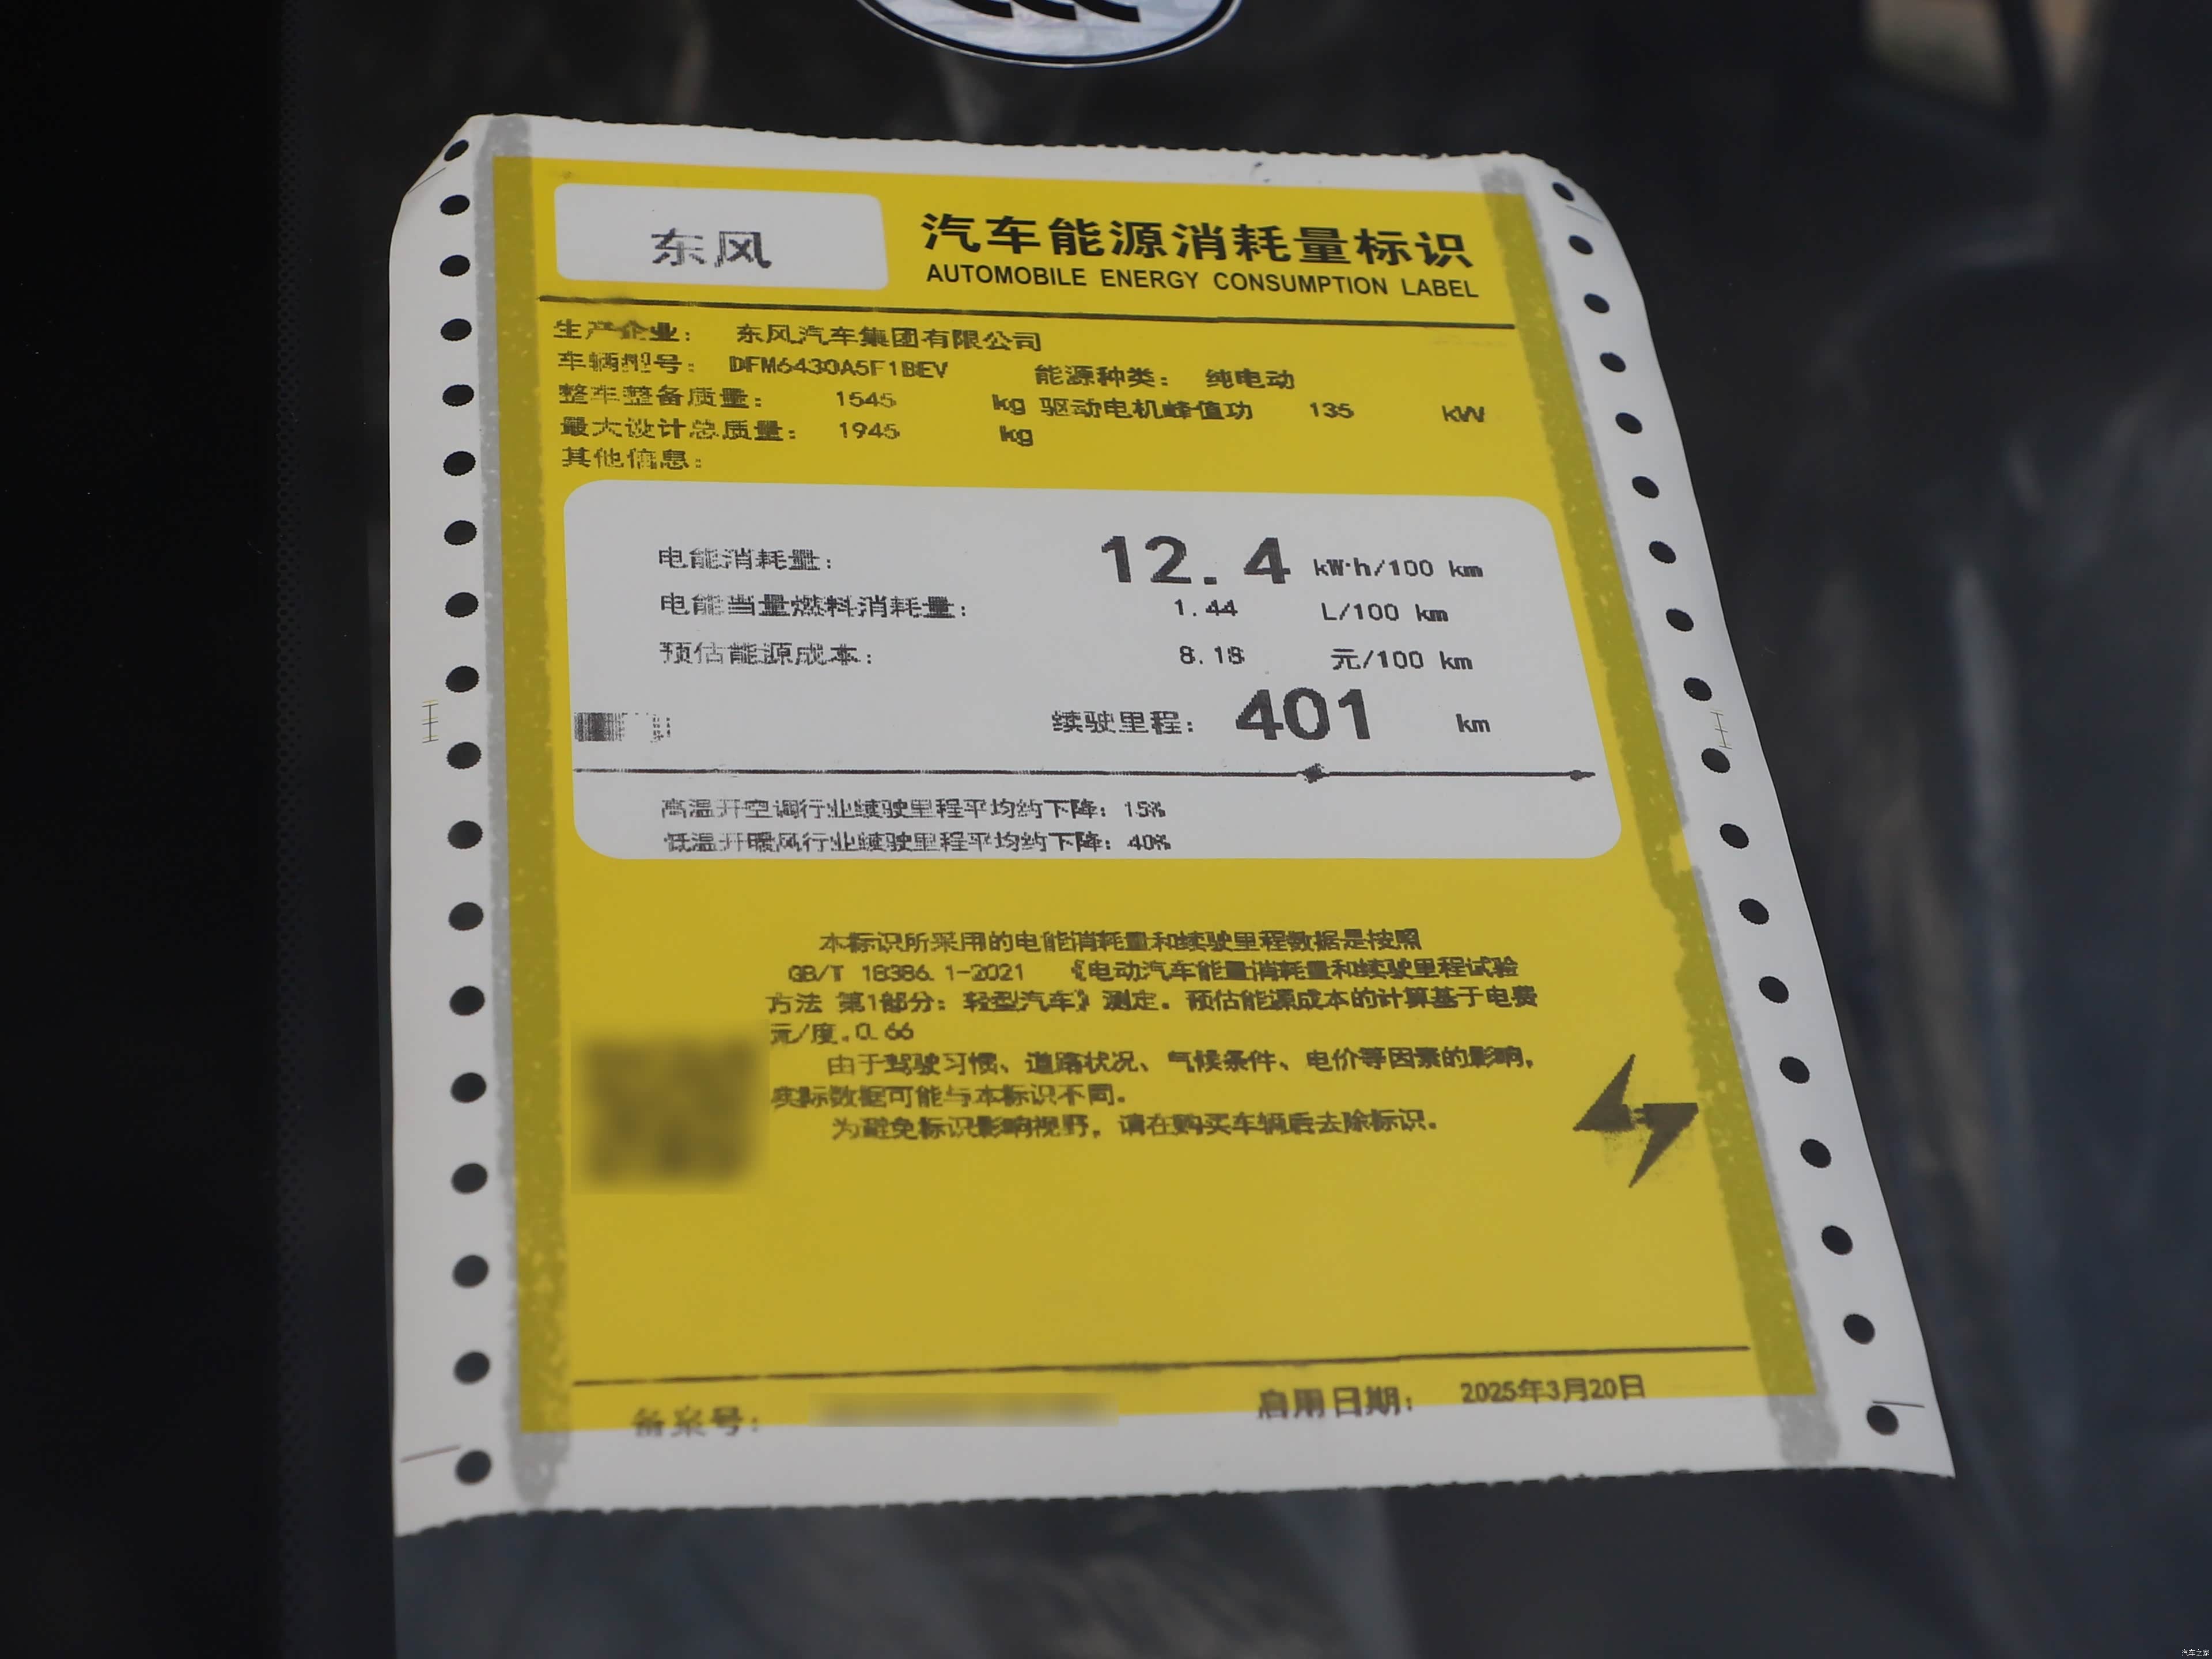 东风
汽车能源消耗量标识
AUTOMOBILE ENERGY CONSUMPTION LABEL
生产企业： 东风汽车集团有限公司
车辆型号： DFM6430A5F1BEV 能源种类： 纯电动
整车整备质量： 1545 kg 驱动电机峰值功 135 kW
最大设计总质量： 1945 kg
其他信息：
电能消耗量： 12.4 kW·h/100 km
电能当量燃料消耗量： 1.44 L/100 km
预估能源成本： 8.18 元/100 km
续驶里程： 401 km
高温开空调行业续驶里程平均约下降：15%
低温开暖风行业续驶里程平均约下降：40%
本标识所采用的电能消耗量和续驶里程数据是按照
GB/T 18386.1-2021 《电动汽车能量消耗量和续驶里程试验
方法 第1部分：轻型汽车》测定。预估能源成本的计算基于电费
元/度.0.66
由于驾驶习惯、道路状况、气候条件、电价等因素的影响，
实际数据可能与本标识不同。
为避免标识影响视野，请在购买车辆后去除标识。
备案号：
启用日期： 2025年3月20日
汽车之家